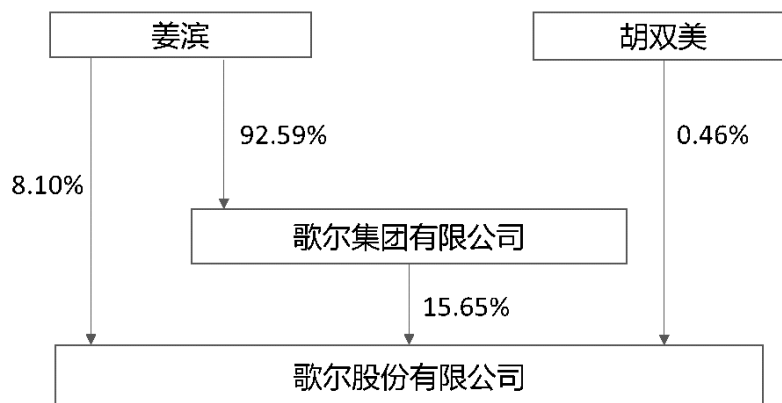 姜滨
胡双美
92.59%
0.46%
8.10%
歌尔集团有限公司
15.65%
歌尔股份有限公司